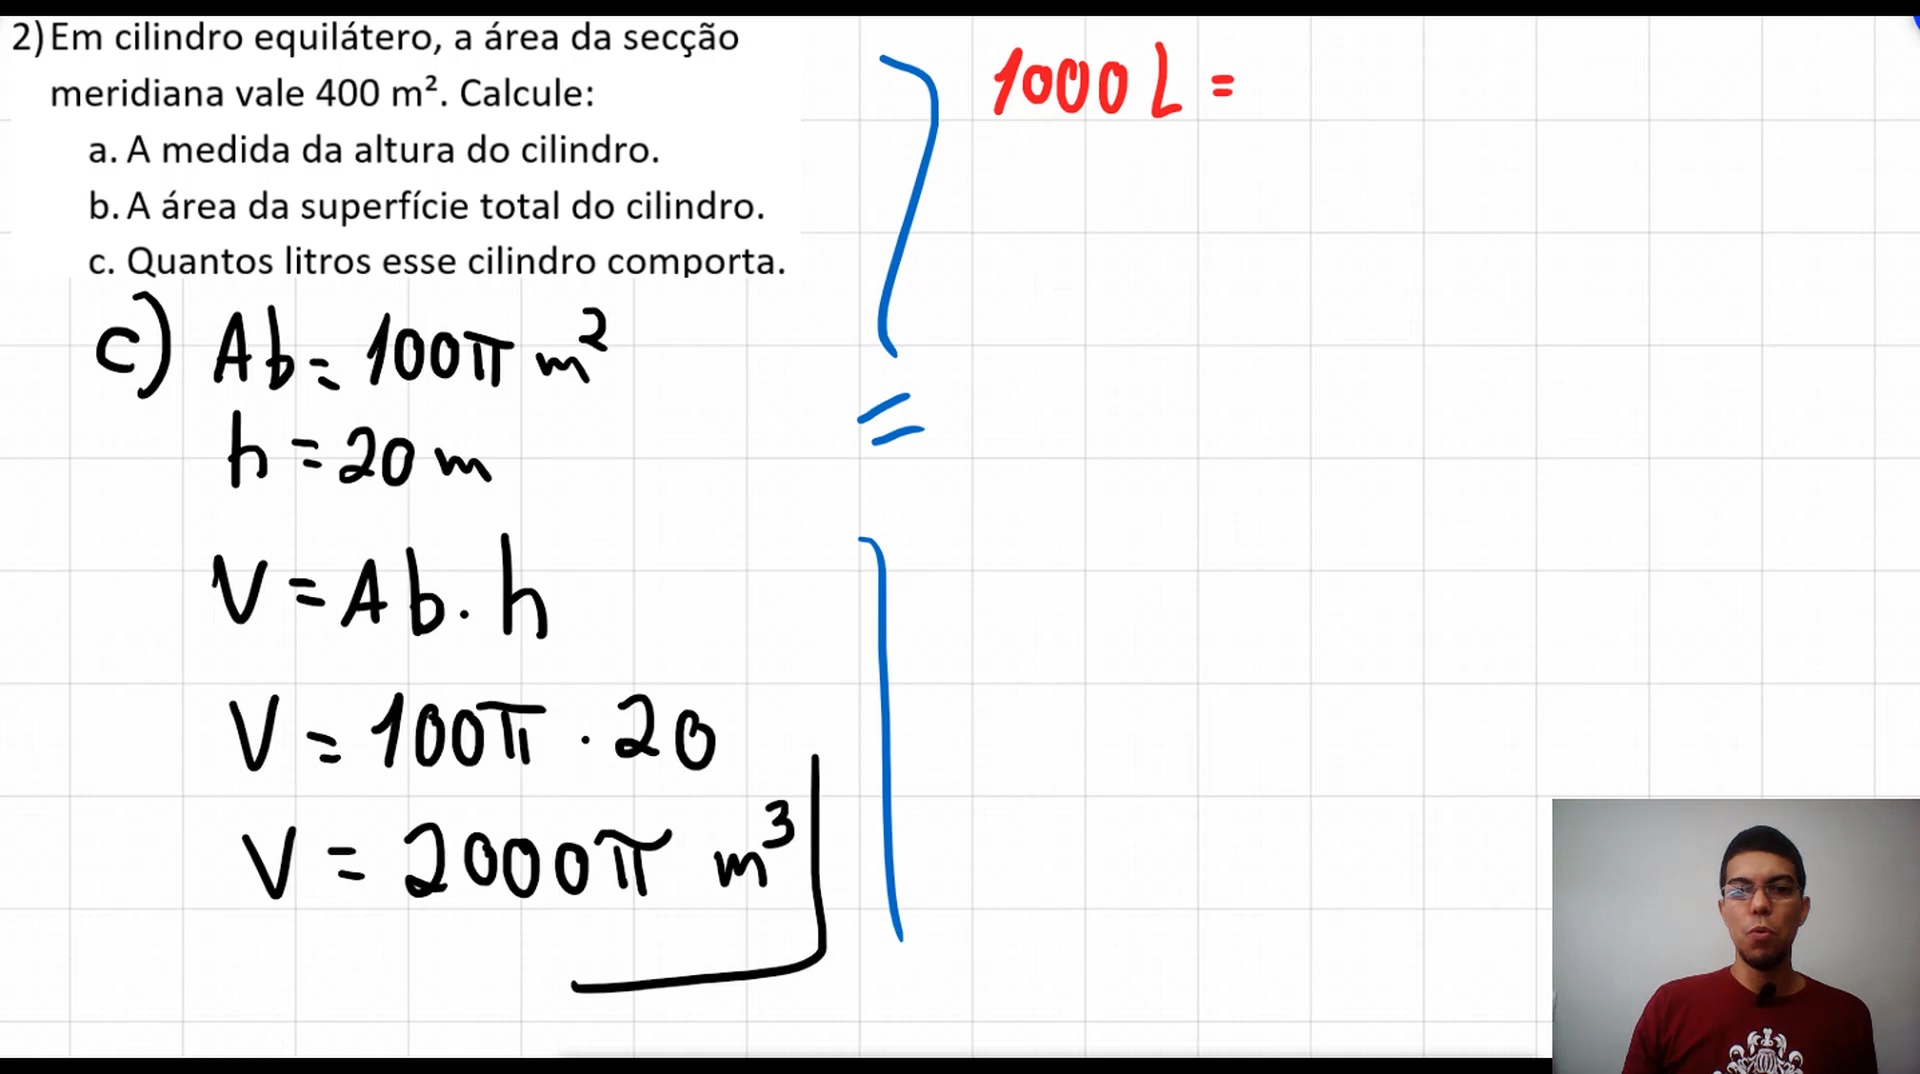 2) Em cilindro equilátero, a área da secção
meridiana vale 400 m². Calcule:
a. A medida da altura do cilindro.
b. A área da superfície total do cilindro.
c. Quantos litros esse cilindro comporta.
c) Ab = 100π m²
h = 20 m
V = Ab . h
V = 100π . 20
V = 2000π m³
1000 L =